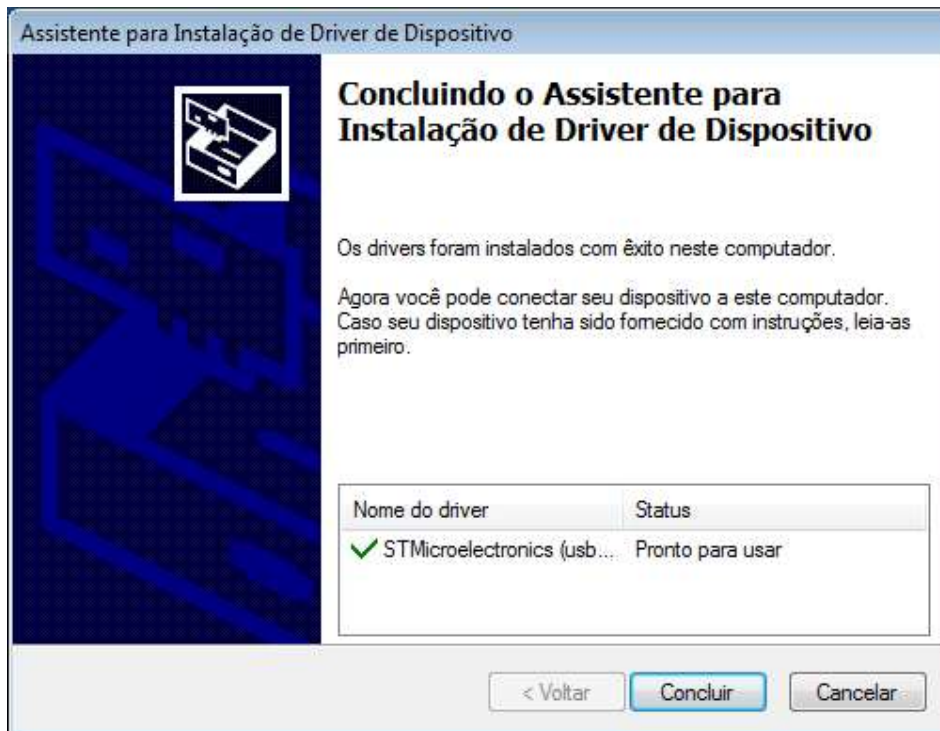 Assistente para Instalação de Driver de Dispositivo
Concluindo o Assistente para
Instalação de Driver de Dispositivo
Os drivers foram instalados com êxito neste computador.
Agora você pode conectar seu dispositivo a este computador.
Caso seu dispositivo tenha sido fornecido com instruções, leia-as
primeiro.
Nome do driver Status
STMicroelectronics (usb... Pronto para usar
< Voltar Concluir Cancelar